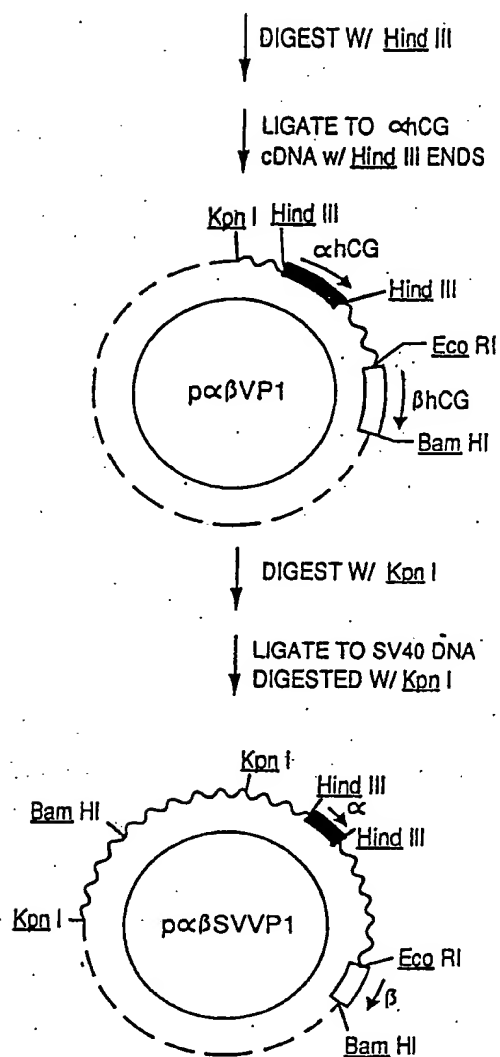 DIGEST W/ Hind III
LIGATE TO αhCG
cDNA w/ Hind III ENDS
Kpn I
Hind III
αhCG
Hind III
Eco RI
pαβVP1
βhCG
Bam HI
DIGEST W/ Kpn I
LIGATE TO SV40 DNA
DIGESTED W/ Kpn I
Kpn I
Hind III
α
Bam HI
Hind III
Kpn I
pαβSVVP1
Eco RI
β
Bam HI